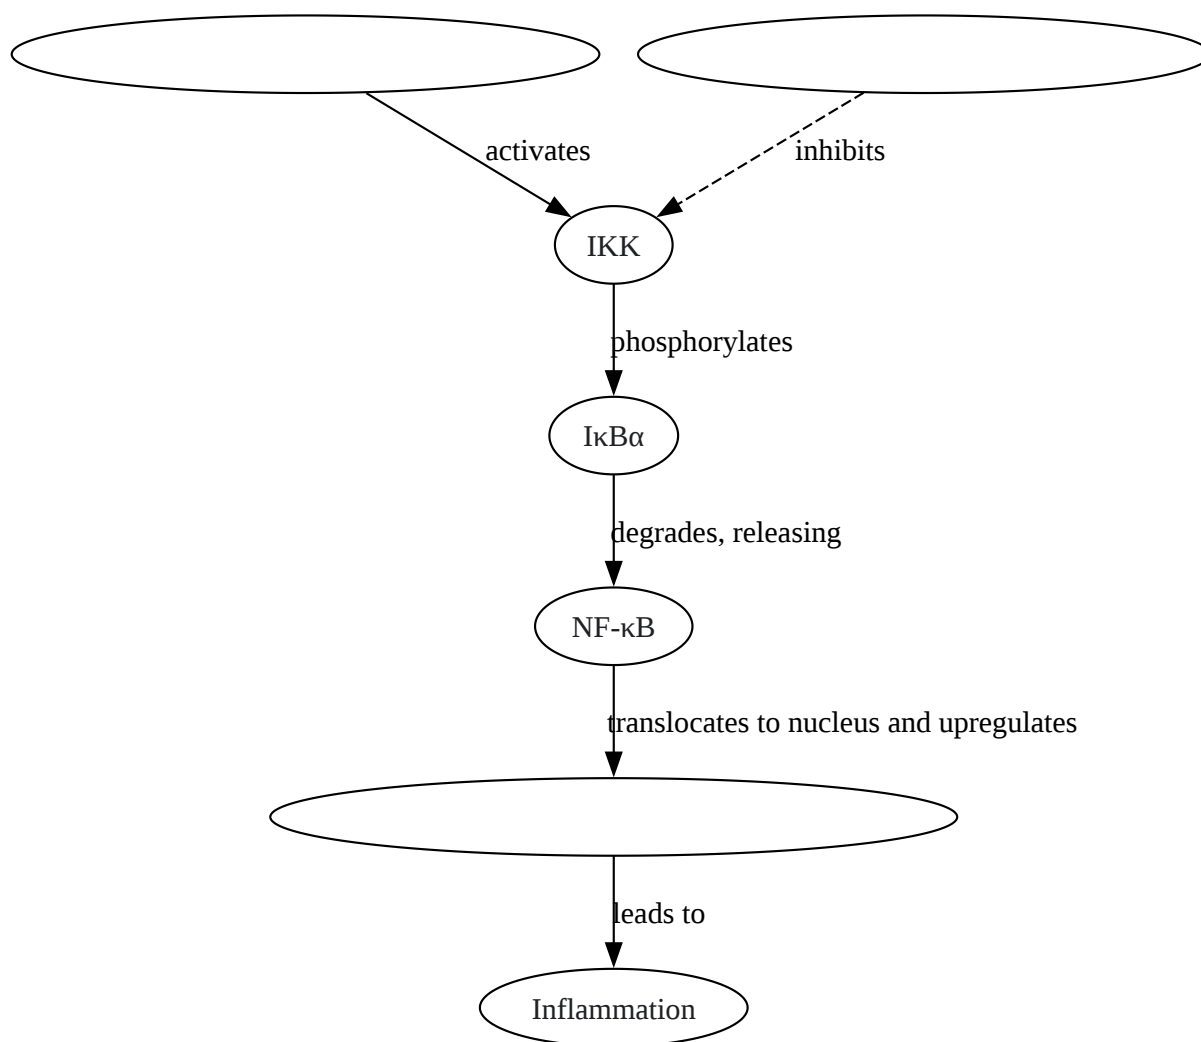 activates
inhibits
IKK
phosphorylates
IκBα
degrades, releasing
NF-κB
translocates to nucleus and upregulates
leads to
Inflammation